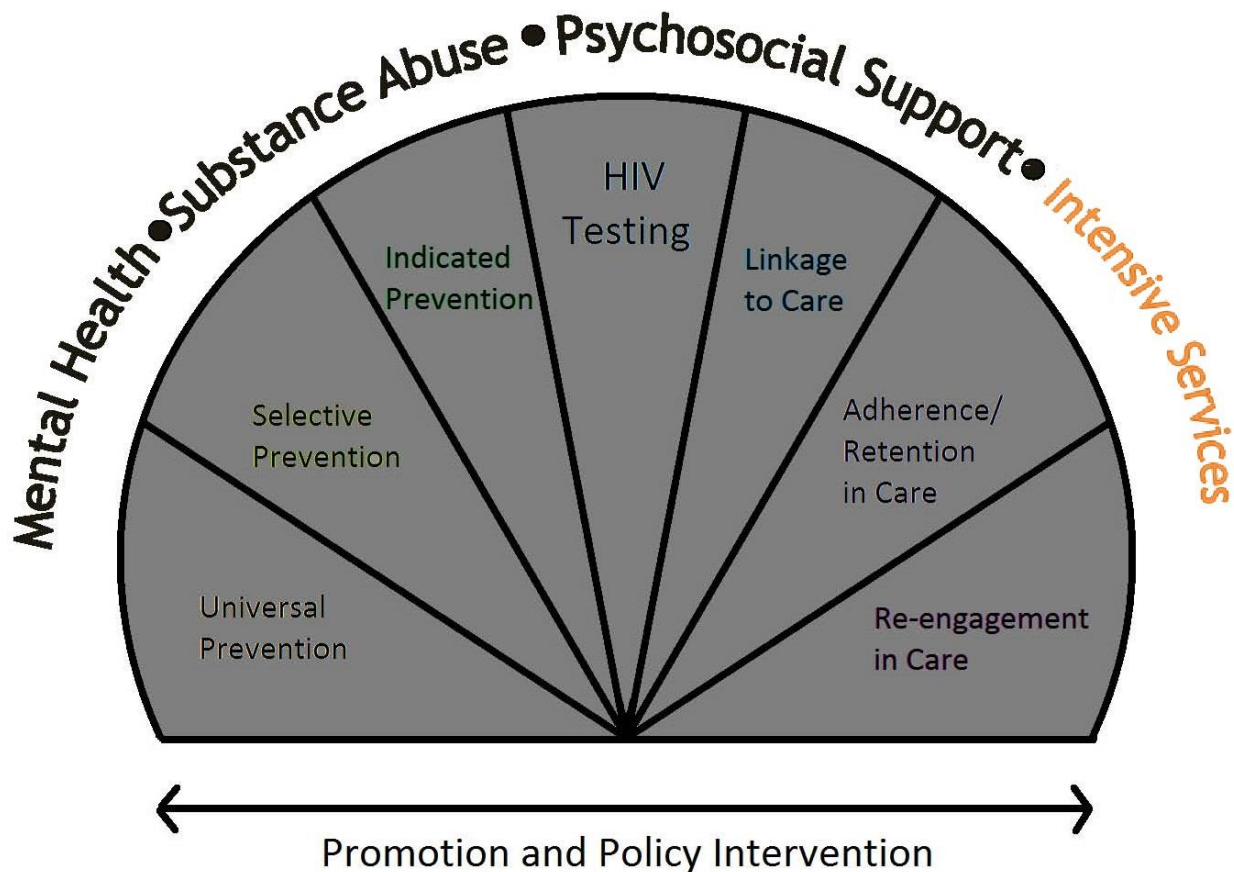 Mental Health • Substance Abuse • Psychosocial Support • Intensive Services
HIV
Testing
Indicated
Prevention
Linkage
to Care
Selective
Prevention
Adherence/
Retention
in Care
Universal
Prevention
Re-engagement
in Care
Promotion and Policy Intervention